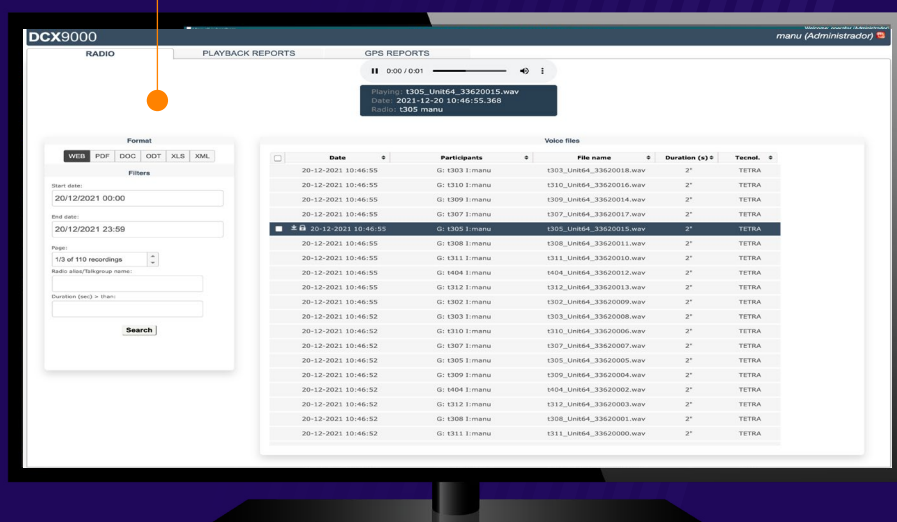 DCX9000
manu (Administrador)
RADIO PLAYBACK REPORTS GPS REPORTS
0:00 / 0:01
Playing: t305_Unit64_33620015.wav
Date: 2021-12-20 10:46:55.368
Radio: t305 manu
Format
WEB PDF DOC ODT XLS XML
Filters
Start date:
20/12/2021 00:00
End date:
20/12/2021 23:59
Page:
1/3 of 110 recordings
Radio alias/Talkgroup name:
Duration (sec) > than:
Search
Voice files
Date Participants File name Duration (s) Tecnol.
20-12-2021 10:46:55 G: t303 I:manu t303_Unit64_33620018.wav 2" TETRA
20-12-2021 10:46:55 G: t310 I:manu t310_Unit64_33620016.wav 2" TETRA
20-12-2021 10:46:55 G: t309 I:manu t309_Unit64_33620014.wav 2" TETRA
20-12-2021 10:46:55 G: t307 I:manu t307_Unit64_33620017.wav 2" TETRA
20-12-2021 10:46:55 G: t305 I:manu t305_Unit64_33620015.wav 2" TETRA
20-12-2021 10:46:55 G: t308 I:manu t308_Unit64_33620011.wav 2" TETRA
20-12-2021 10:46:55 G: t311 I:manu t311_Unit64_33620010.wav 2" TETRA
20-12-2021 10:46:55 G: t404 I:manu t404_Unit64_33620012.wav 2" TETRA
20-12-2021 10:46:55 G: t312 I:manu t312_Unit64_33620013.wav 2" TETRA
20-12-2021 10:46:55 G: t302 I:manu t302_Unit64_33620009.wav 2" TETRA
20-12-2021 10:46:52 G: t303 I:manu t303_Unit64_33620008.wav 2" TETRA
20-12-2021 10:46:52 G: t310 I:manu t310_Unit64_33620006.wav 2" TETRA
20-12-2021 10:46:52 G: t307 I:manu t307_Unit64_33620007.wav 2" TETRA
20-12-2021 10:46:52 G: t305 I:manu t305_Unit64_33620005.wav 2" TETRA
20-12-2021 10:46:52 G: t309 I:manu t309_Unit64_33620004.wav 2" TETRA
20-12-2021 10:46:52 G: t404 I:manu t404_Unit64_33620002.wav 2" TETRA
20-12-2021 10:46:52 G: t312 I:manu t312_Unit64_33620003.wav 2" TETRA
20-12-2021 10:46:52 G: t308 I:manu t308_Unit64_33620001.wav 2" TETRA
20-12-2021 10:46:52 G: t311 I:manu t311_Unit64_33620000.wav 2" TETRA